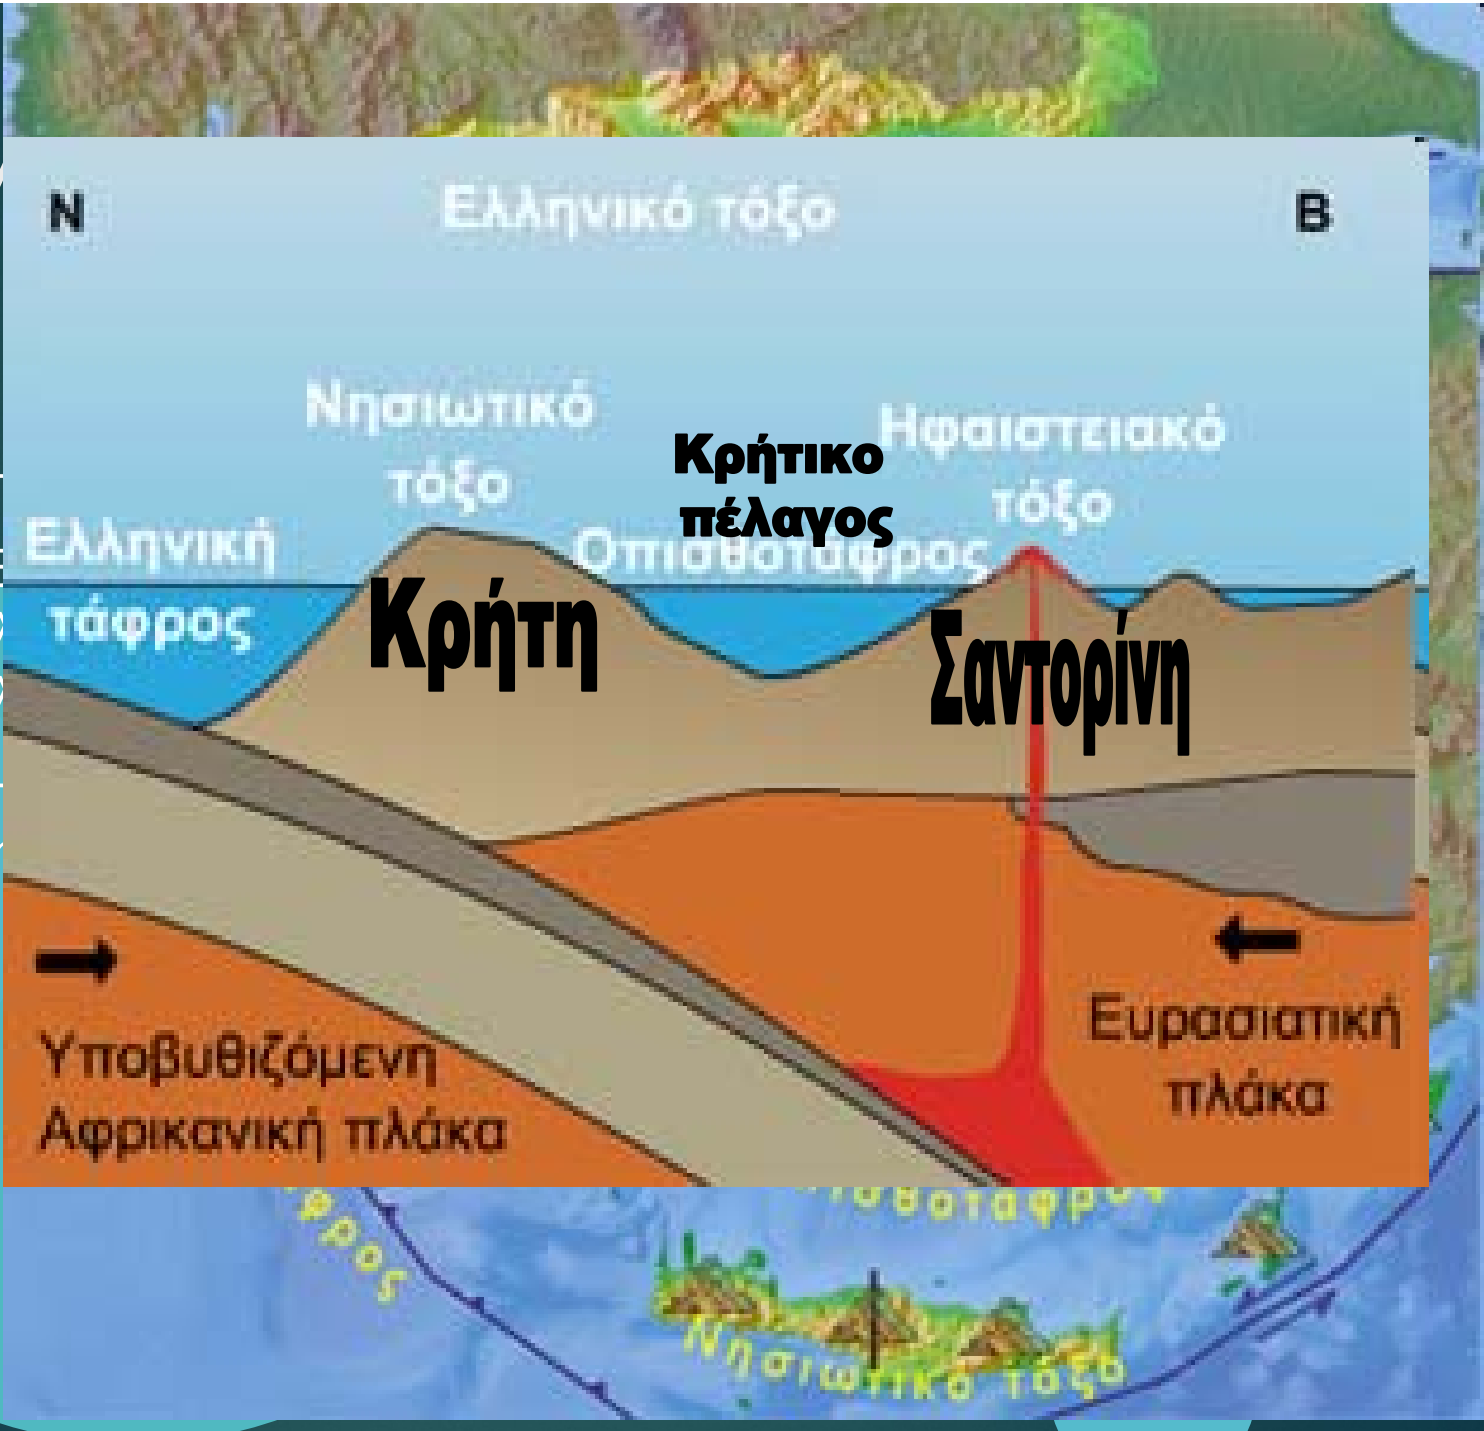 Ν
Ελληνικό τόξο
Β
Νησιωτικό
τόξο
Κρήτικο
πέλαγος
Ηφαιστειακό
τόξο
Ελληνική
τάφρος
Οπισθοτάφρος
Κρήτη
Σαντορίνη
Υποβυθιζόμενη
Αφρικανική πλάκα
Ευρασιατική
πλάκα
Νησιωτικό τόξο